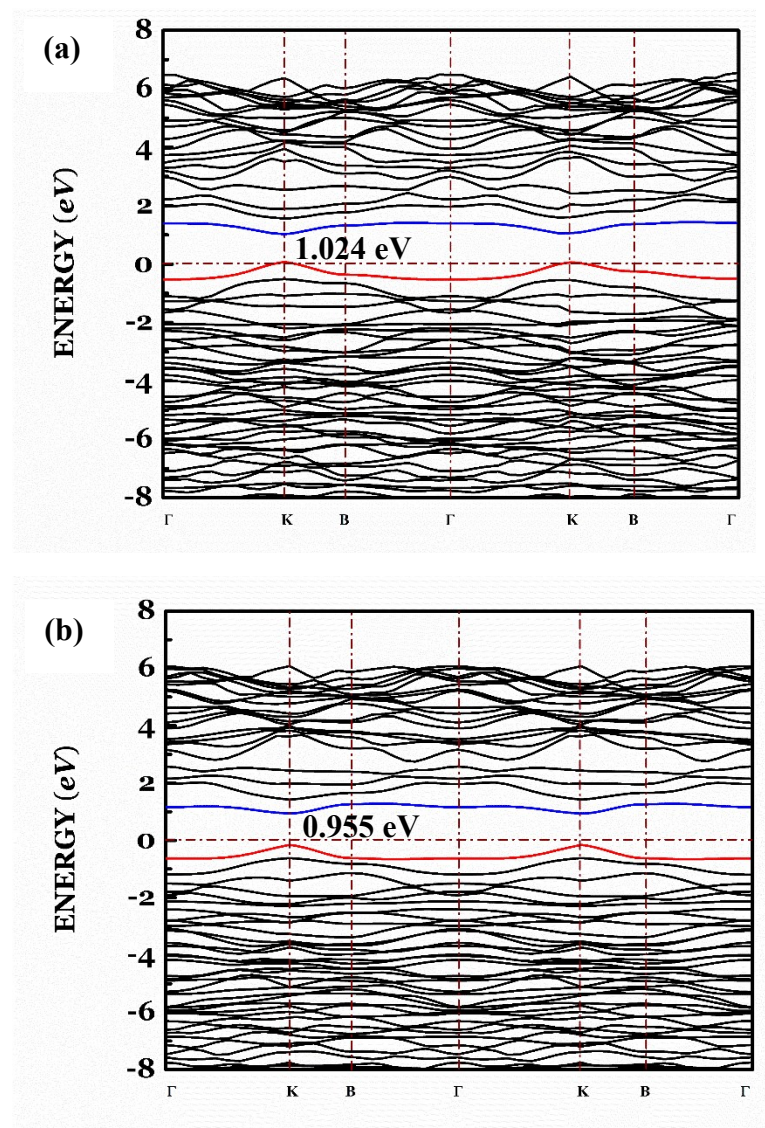 (a)
8
6
4
2
0
-2
-4
-6
-8
ENERGY (eV)
1.024 eV
Γ K B Γ K B Γ
(b)
8
6
4
2
0
-2
-4
-6
-8
ENERGY (eV)
0.955 eV
Γ K B Γ K B Γ